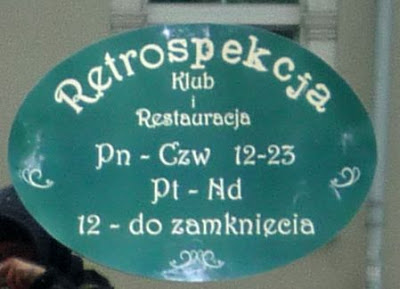 Retrospekcja
Klub
i
Restauracja
Pn - Czw 12-23
Pt - Nd
12 - do zamknięcia